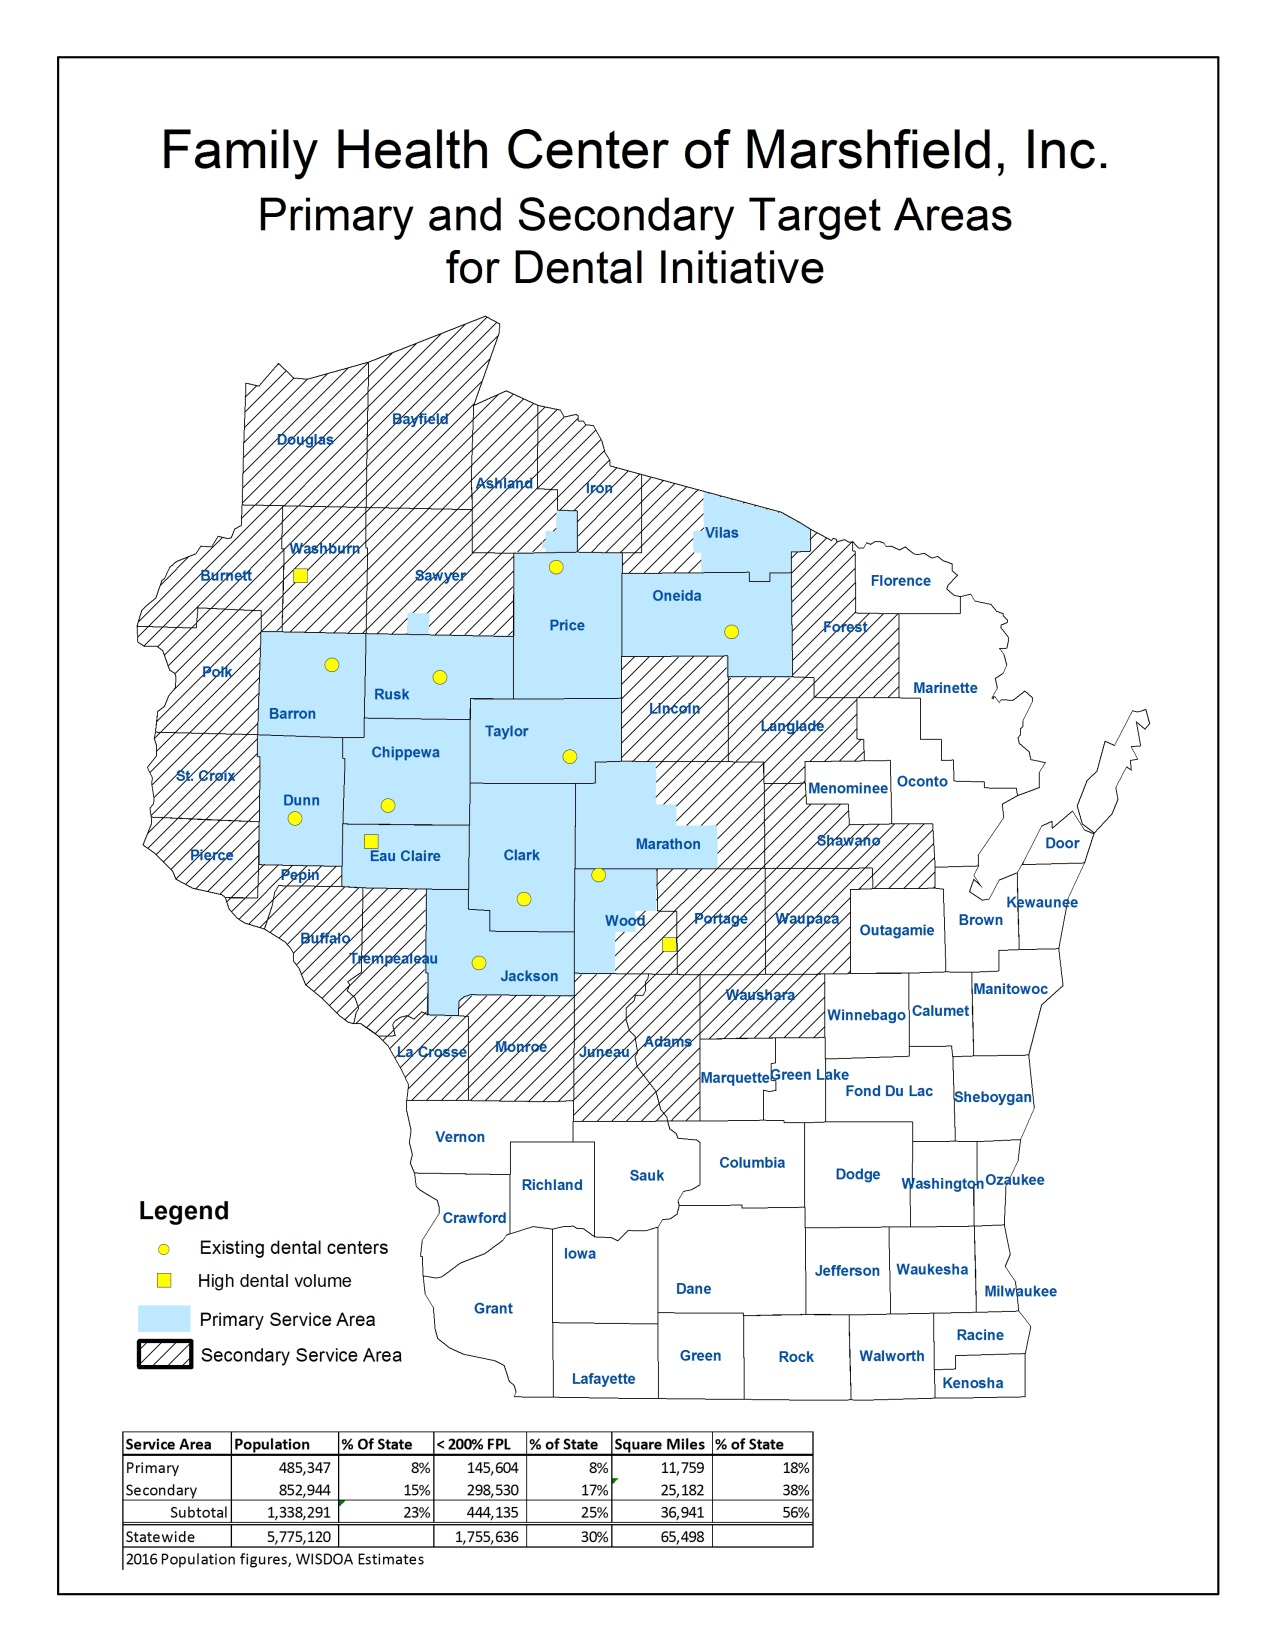 Family Health Center of Marshfield, Inc.
Primary and Secondary Target Areas
for Dental Initiative
Bayfield
Douglas
Ashland
Iron
Vilas
Washburn
Burnett
Sawyer
Florence
Oneida
Price
Forest
Polk
Marinette
Rusk
Barron
Lincoln
Langlade
Taylor
Chippewa
St. Croix
Oconto
Menominee
Dunn
Shawano
Door
Marathon
Pierce
Eau Claire
Clark
Pepin
Kewaunee
Wood
Portage
Waupaca
Brown
Outagamie
Buffalo
Trempealeau
Jackson
Manitowoc
Waushara
Calumet
Winnebago
Adams
Monroe
La Crosse
Juneau
Green Lake
Marquette
Fond Du Lac
Sheboygan
Vernon
Columbia
Dodge
Sauk
Ozaukee
Washington
Richland
Crawford
Iowa
Waukesha
Jefferson
Dane
Milwaukee
Grant
Racine
Green
Rock
Walworth
Lafayette
Kenosha
Legend
Existing dental centers
High dental volume
Primary Service Area
Secondary Service Area
Service Area Population % Of State < 200% FPL % of State Square Miles % of State
Primary 485,347 8% 145,604 8% 11,759 18%
Secondary 852,944 15% 298,530 17% 25,182 38%
Subtotal 1,338,291 23% 444,135 25% 36,941 56%
Statewide 5,775,120 1,755,636 30% 65,498
2016 Population figures, WISDOA Estimates